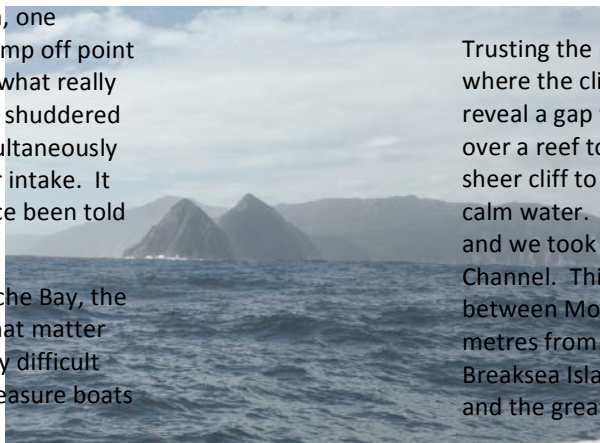 , one
mp off point
what really
shuddered
ultaneously
intake. It
ce been told
che Bay, the
hat matter
y difficult
easure boats
Trusting the
where the cli
reveal a gap
over a reef to
sheer cliff to
calm water.
and we took
Channel. Thi
between Mo
metres from
Breaksea Isla
and the grea